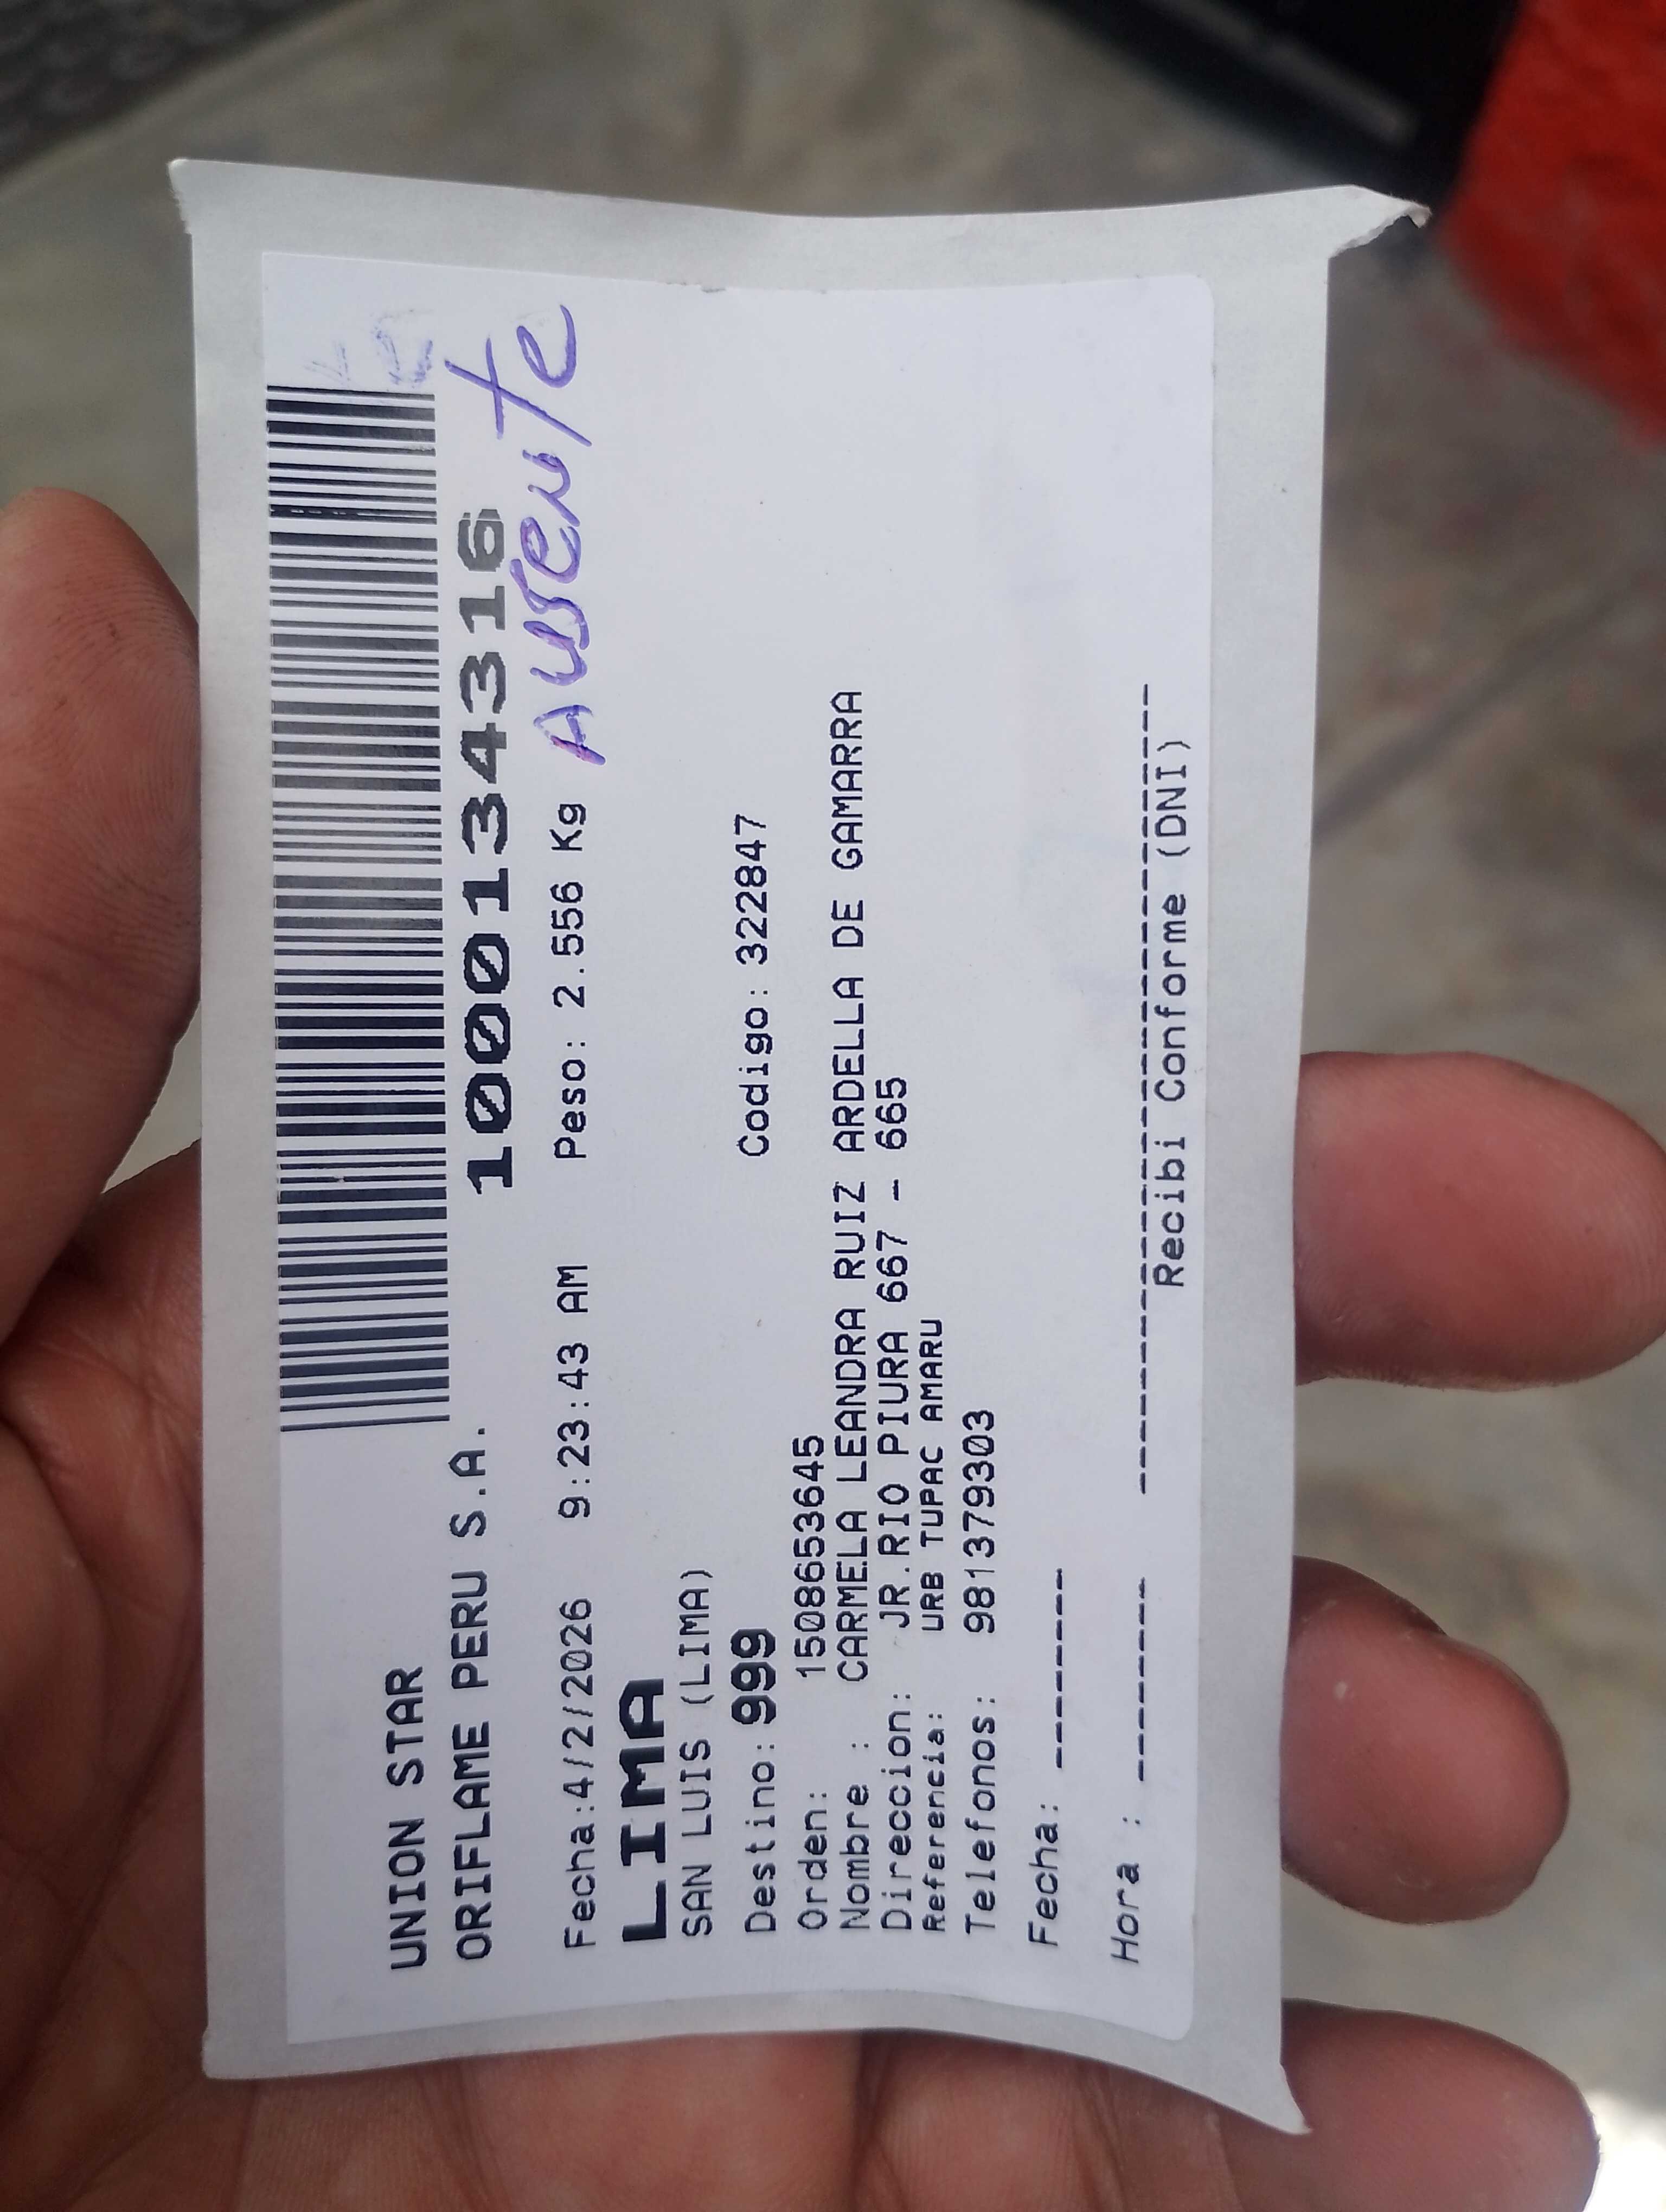 UNION STAR
ORIFLAME PERU S.A.
1000134316
Fecha:4/2/2026 9:23:43 AM Peso: 2.556 Kg Ausente
LIMA
SAN LUIS (LIMA)
Destino: 999 Codigo: 322847
Orden: 1508653645
Nombre : CARMELA LEANDRA RUIZ ARDELLA DE GAMARRA
Direccion: JR.RIO PIURA 667 - 665
Referencia: URB TUPAC AMARU
Telefonos: 981379303
Fecha: --------
Hora : --------
Recibi Conforme (DNI)